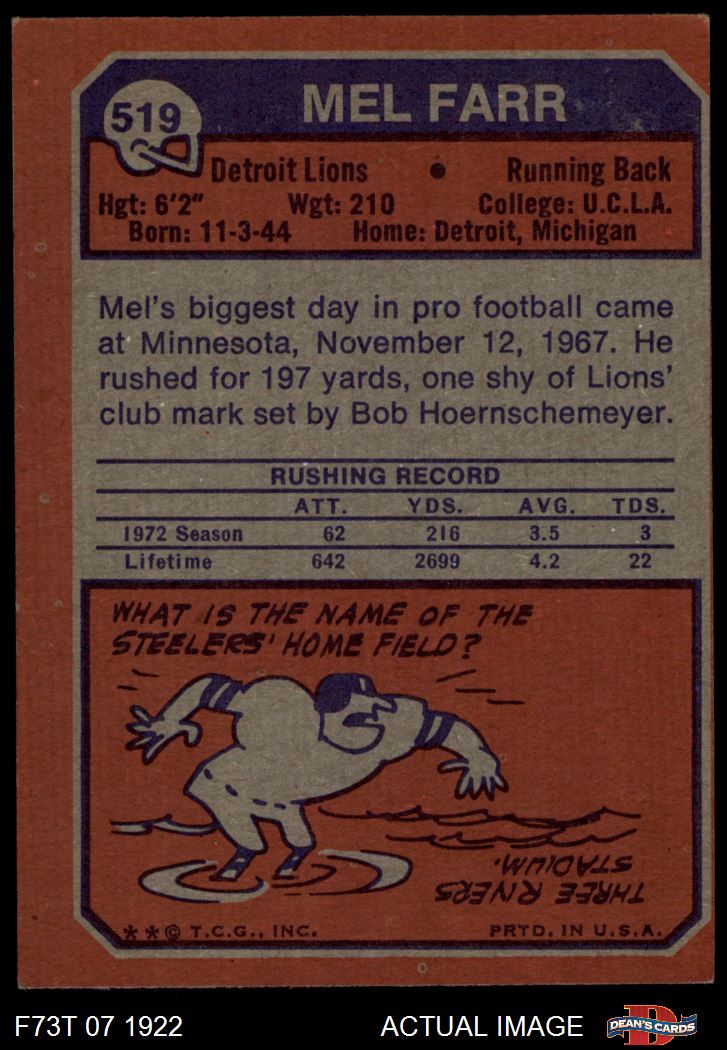 519
MEL FARR
Detroit Lions • Running Back
Hgt: 6'2" Wgt: 210 College: U.C.L.A.
Born: 11-3-44 Home: Detroit, Michigan
Mel's biggest day in pro football came
at Minnesota, November 12, 1967. He
rushed for 197 yards, one shy of Lions'
club mark set by Bob Hoernschemeyer.
RUSHING RECORD
ATT. YDS. AVG. TDS.
1972 Season 62 216 3.5 3
Lifetime 642 2699 4.2 22
WHAT IS THE NAME OF THE
STEELERS' HOME FIELD?
THREE RIVERS
STADIUM.
**© T.C.G., INC. PRTD. IN U.S.A.
F73T 07 1922 ACTUAL IMAGE D DEAN'S CARDS